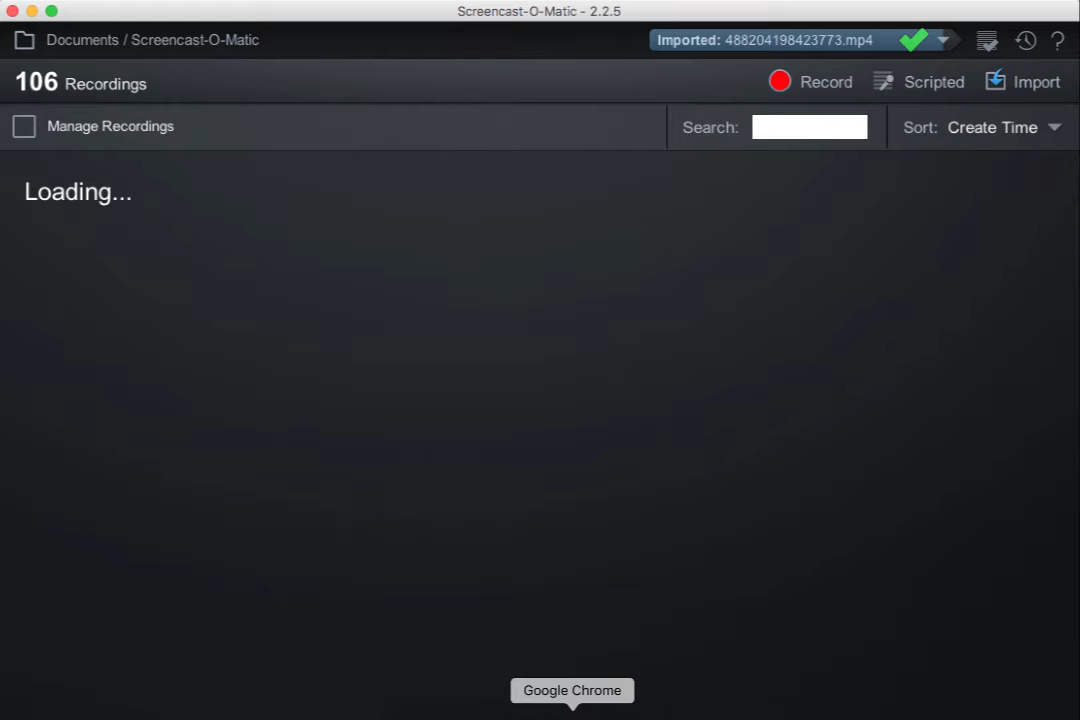 Screencast-O-Matic - 2.2.5
Documents / Screencast-O-Matic
Imported: 488204198423773.mp4
?
106 Recordings
Record
Scripted
Import
Manage Recordings
Search:
Sort: Create Time
Loading...
Google Chrome